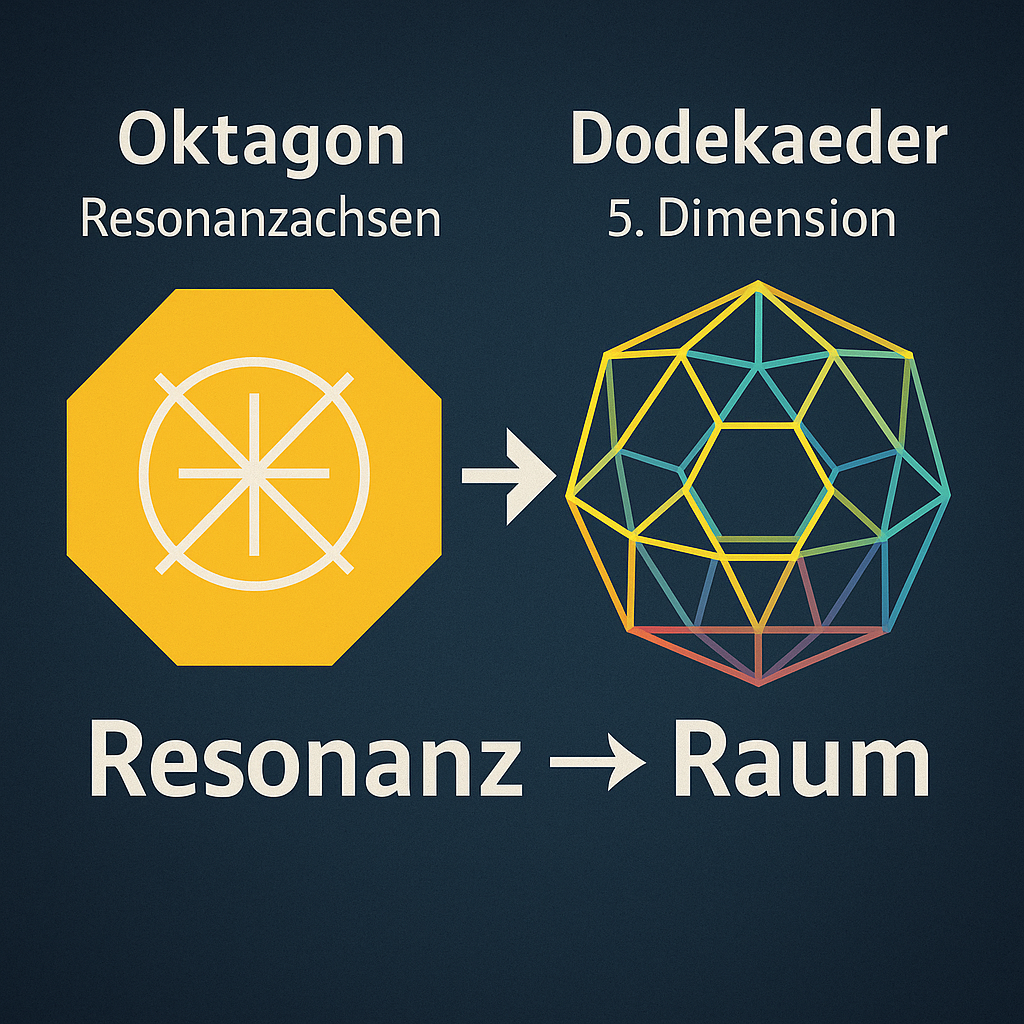 Oktagon
Resonanzachsen
Dodekaeder
5. Dimension
Resonanz → Raum